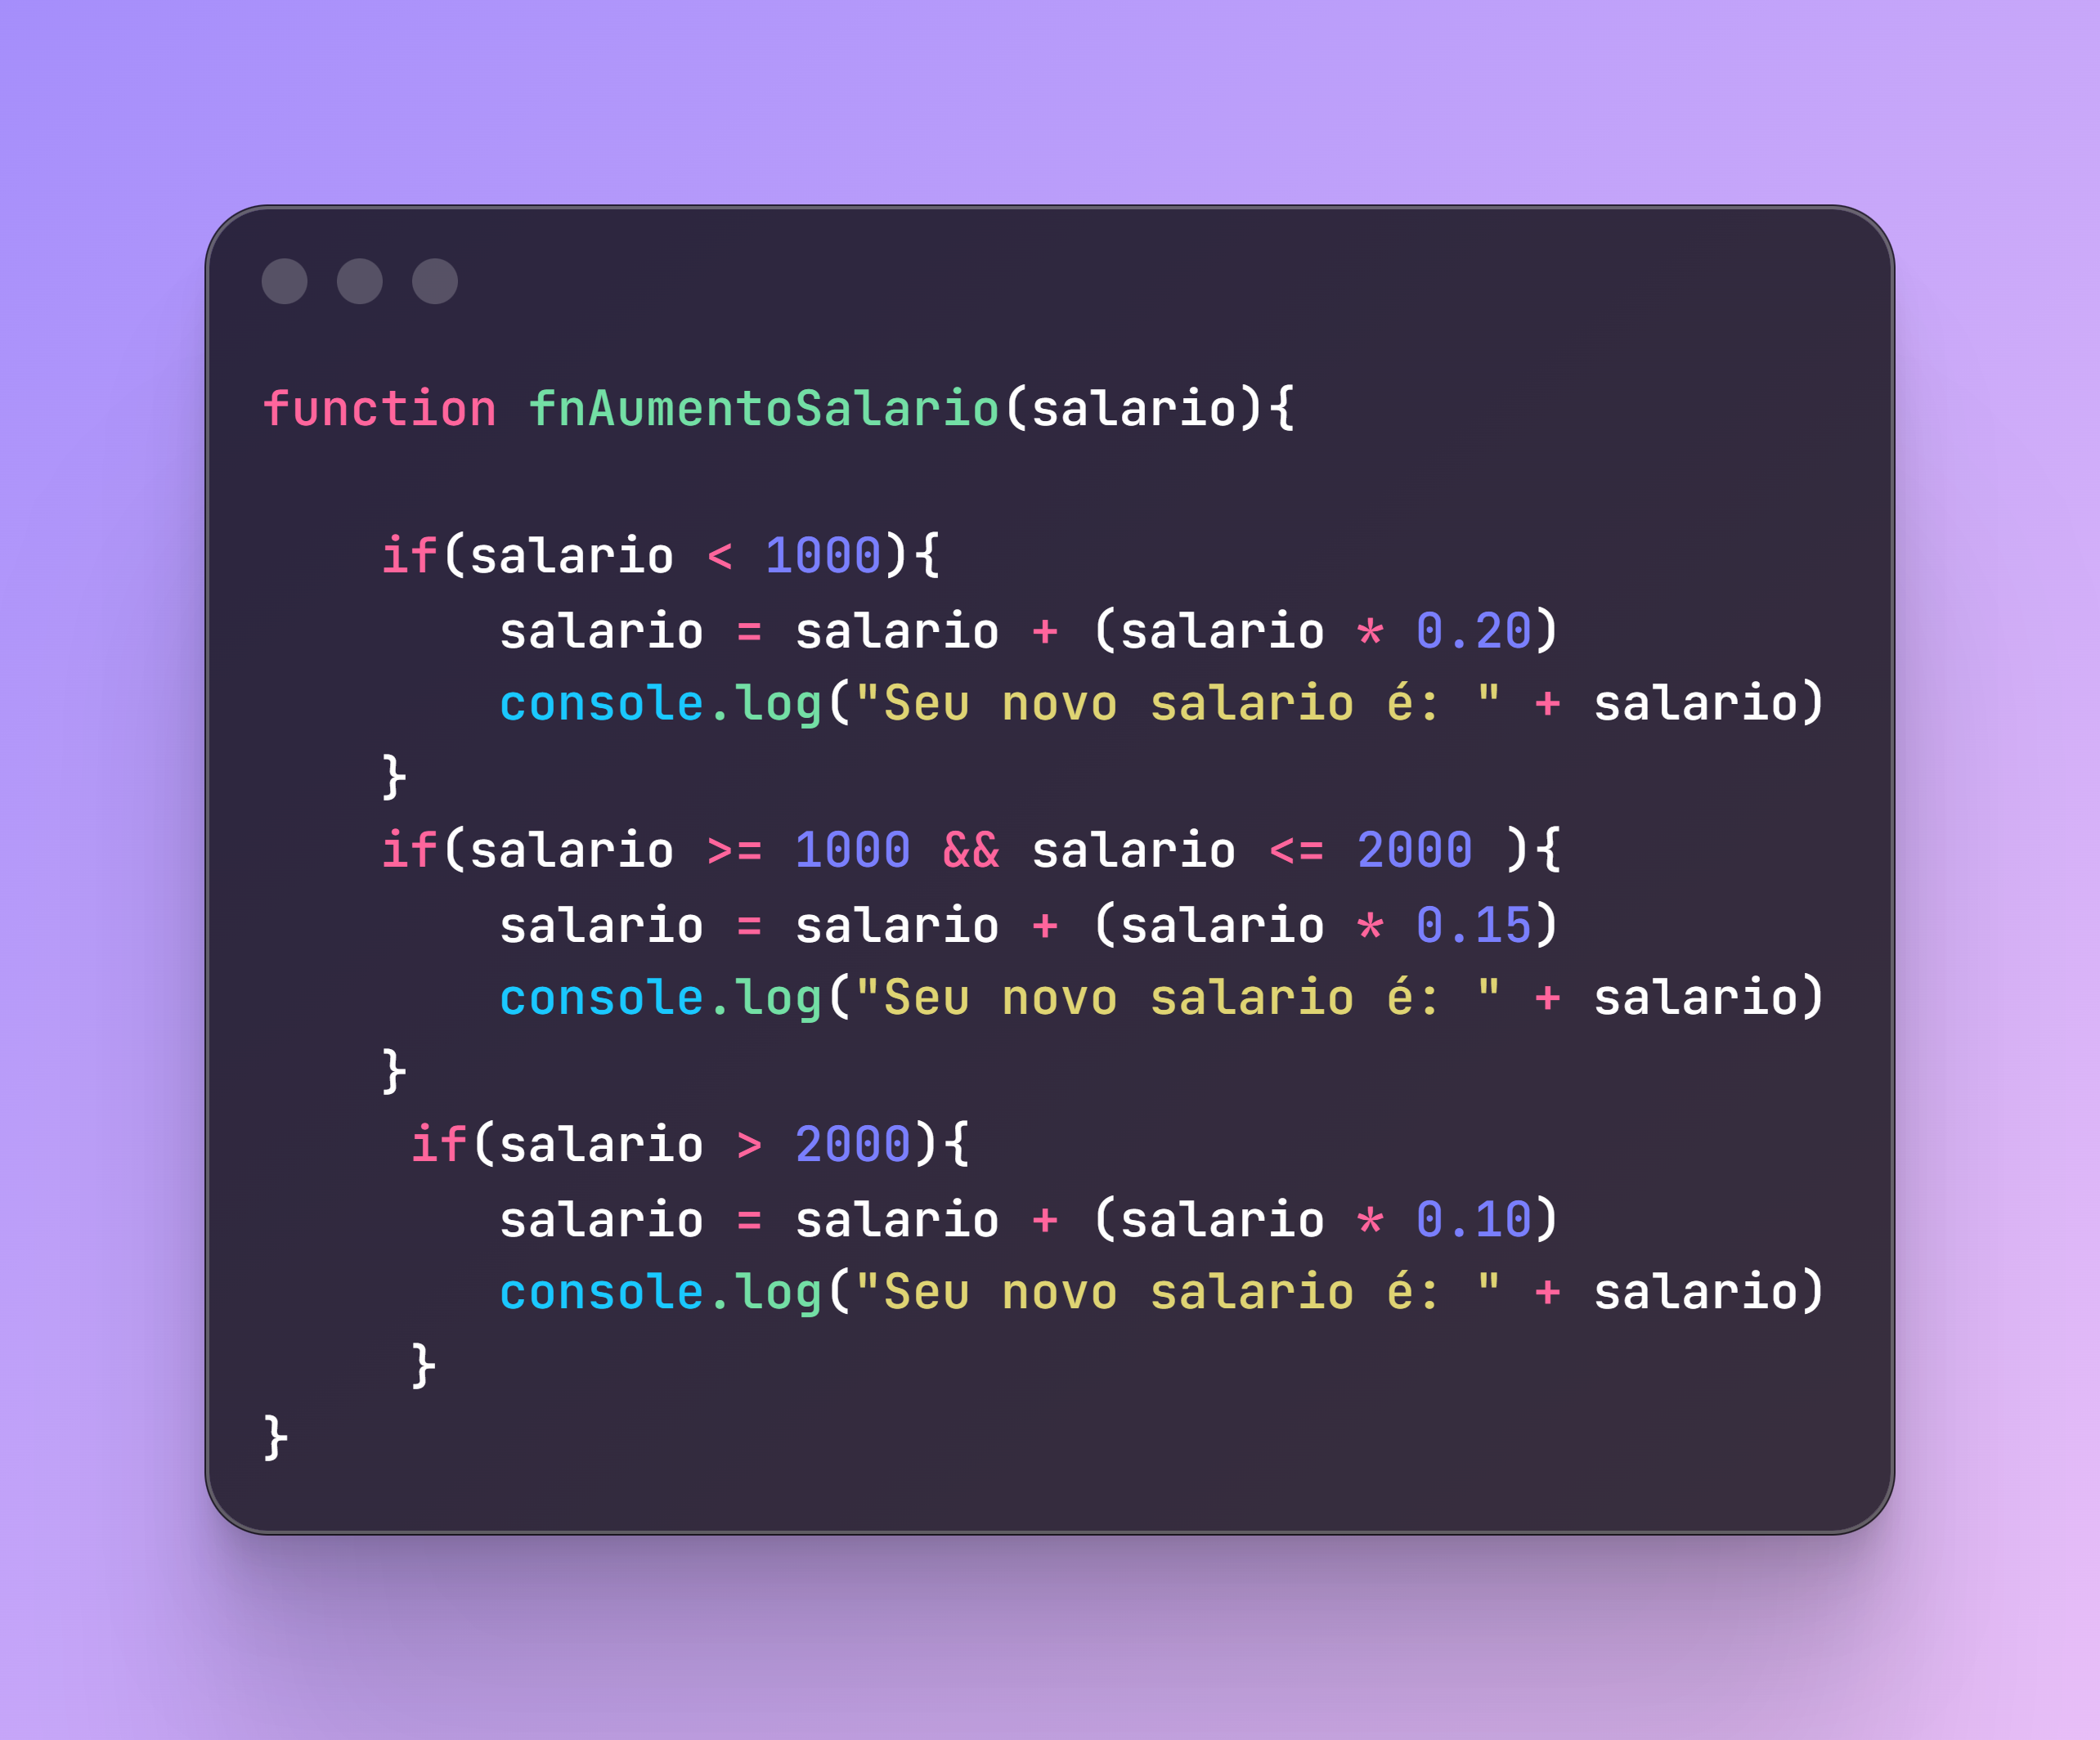 function fnAumentoSalario(salario){

    if(salario < 1000){
        salario = salario + (salario * 0.20)
        console.log("Seu novo salario é: " + salario)
    }
    if(salario >= 1000 && salario <= 2000 ){
        salario = salario + (salario * 0.15)
        console.log("Seu novo salario é: " + salario)
    }
     if(salario > 2000){
        salario = salario + (salario * 0.10)
        console.log("Seu novo salario é: " + salario)
     }
}